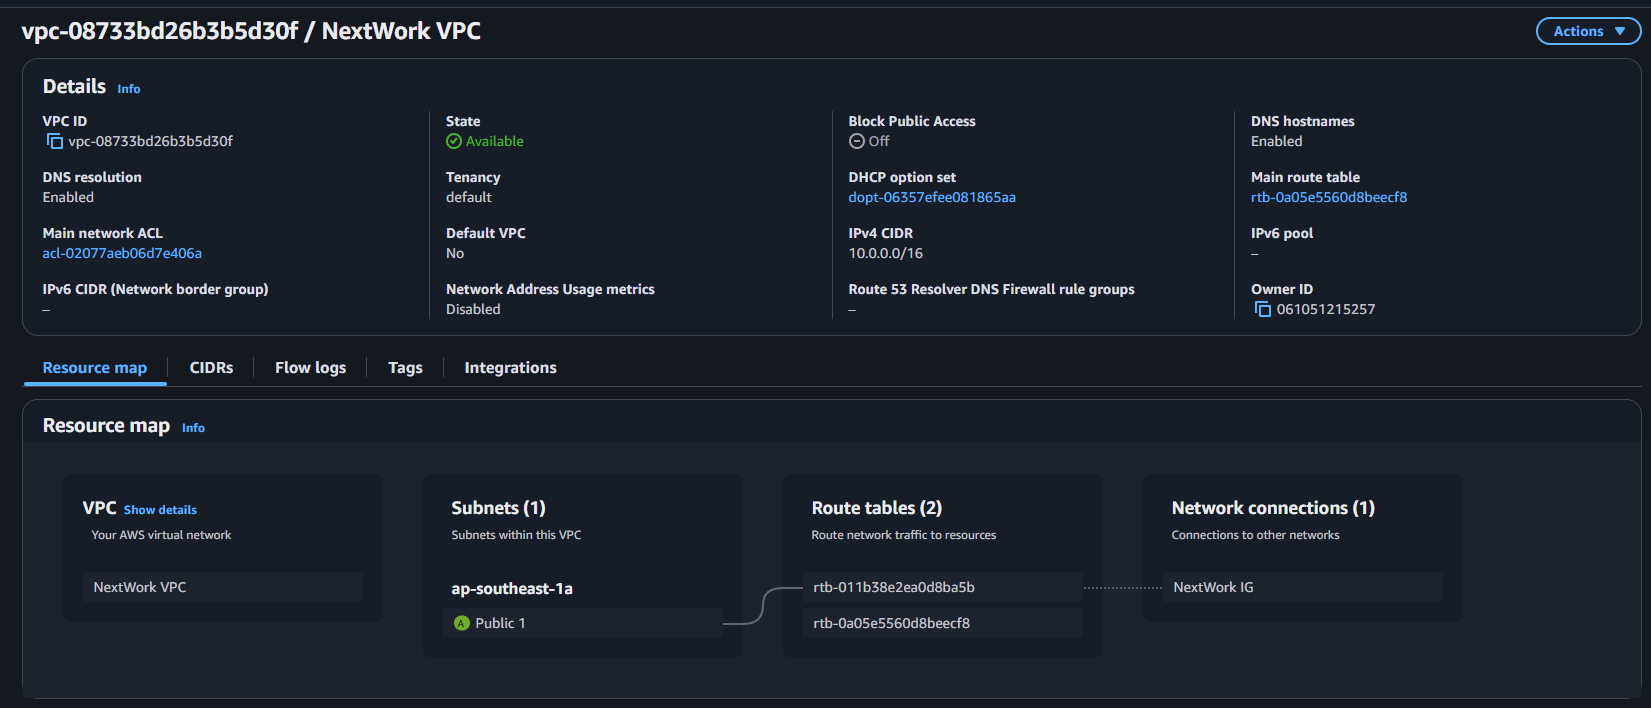 vpc-08733bd26b3b5d30f / NextWork VPC
Actions
Details Info
VPC ID
vpc-08733bd26b3b5d30f
State
Available
Block Public Access
Off
DNS hostnames
Enabled
DNS resolution
Enabled
Tenancy
default
DHCP option set
dopt-06357efee081865aa
Main route table
rtb-0a05e5560d8beecf8
Main network ACL
acl-02077aeb06d7e406a
Default VPC
No
IPv4 CIDR
10.0.0.0/16
IPv6 pool
–
IPv6 CIDR (Network border group)
–
Network Address Usage metrics
Disabled
Route 53 Resolver DNS Firewall rule groups
–
Owner ID
061051215257
Resource map
CIDRs
Flow logs
Tags
Integrations
Resource map Info
VPC Show details
Your AWS virtual network
NextWork VPC
Subnets (1)
Subnets within this VPC
ap-southeast-1a
A Public 1
Route tables (2)
Route network traffic to resources
rtb-011b38e2ea0d8ba5b
rtb-0a05e5560d8beecf8
Network connections (1)
Connections to other networks
NextWork IG